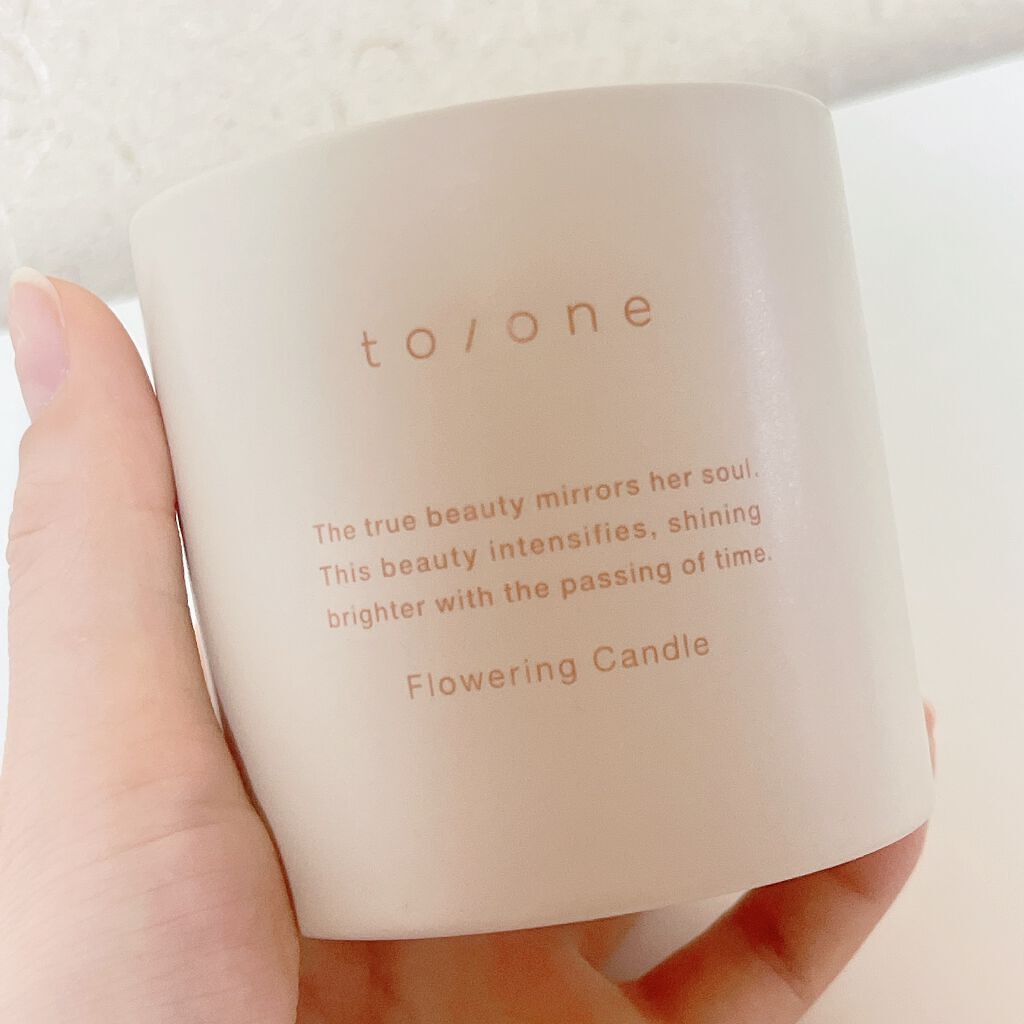 to/one
The true beauty mirrors her soul.
This beauty intensifies, shining
brighter with the passing of time.
Flowering Candle